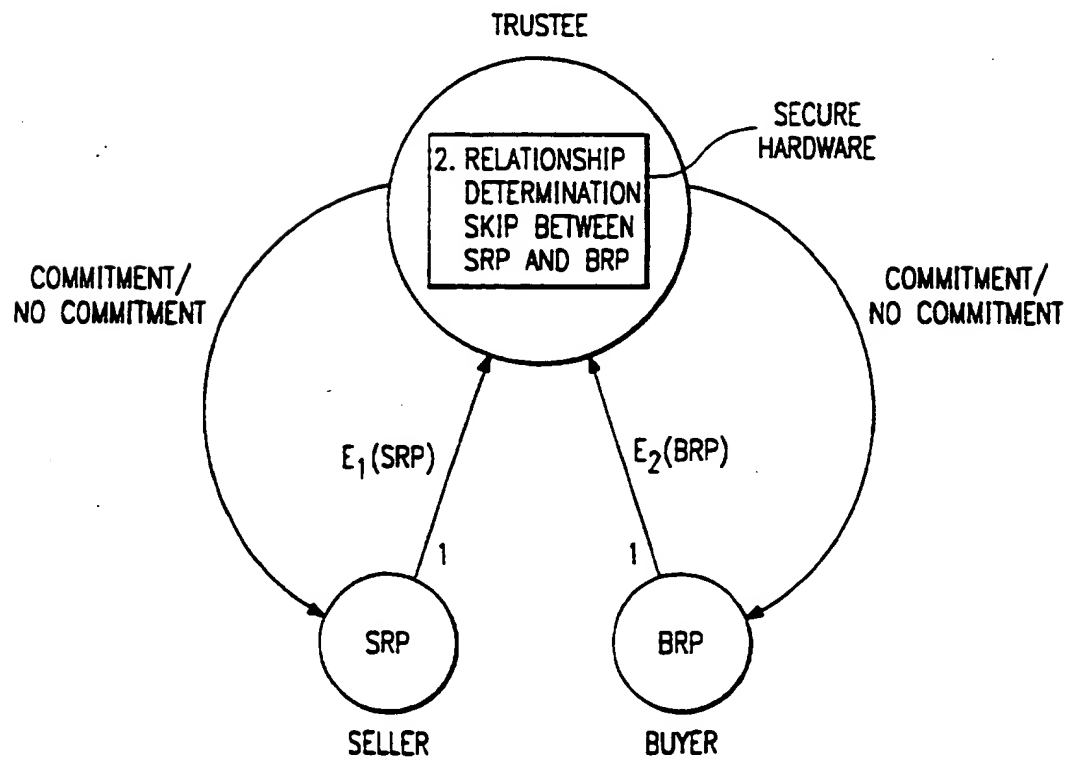 TRUSTEE
SECURE
HARDWARE
2. RELATIONSHIP
DETERMINATION
SKIP BETWEEN
SRP AND BRP
COMMITMENT/
NO COMMITMENT
COMMITMENT/
NO COMMITMENT
E₁(SRP)
E₂(BRP)
1
1
SRP
BRP
SELLER
BUYER